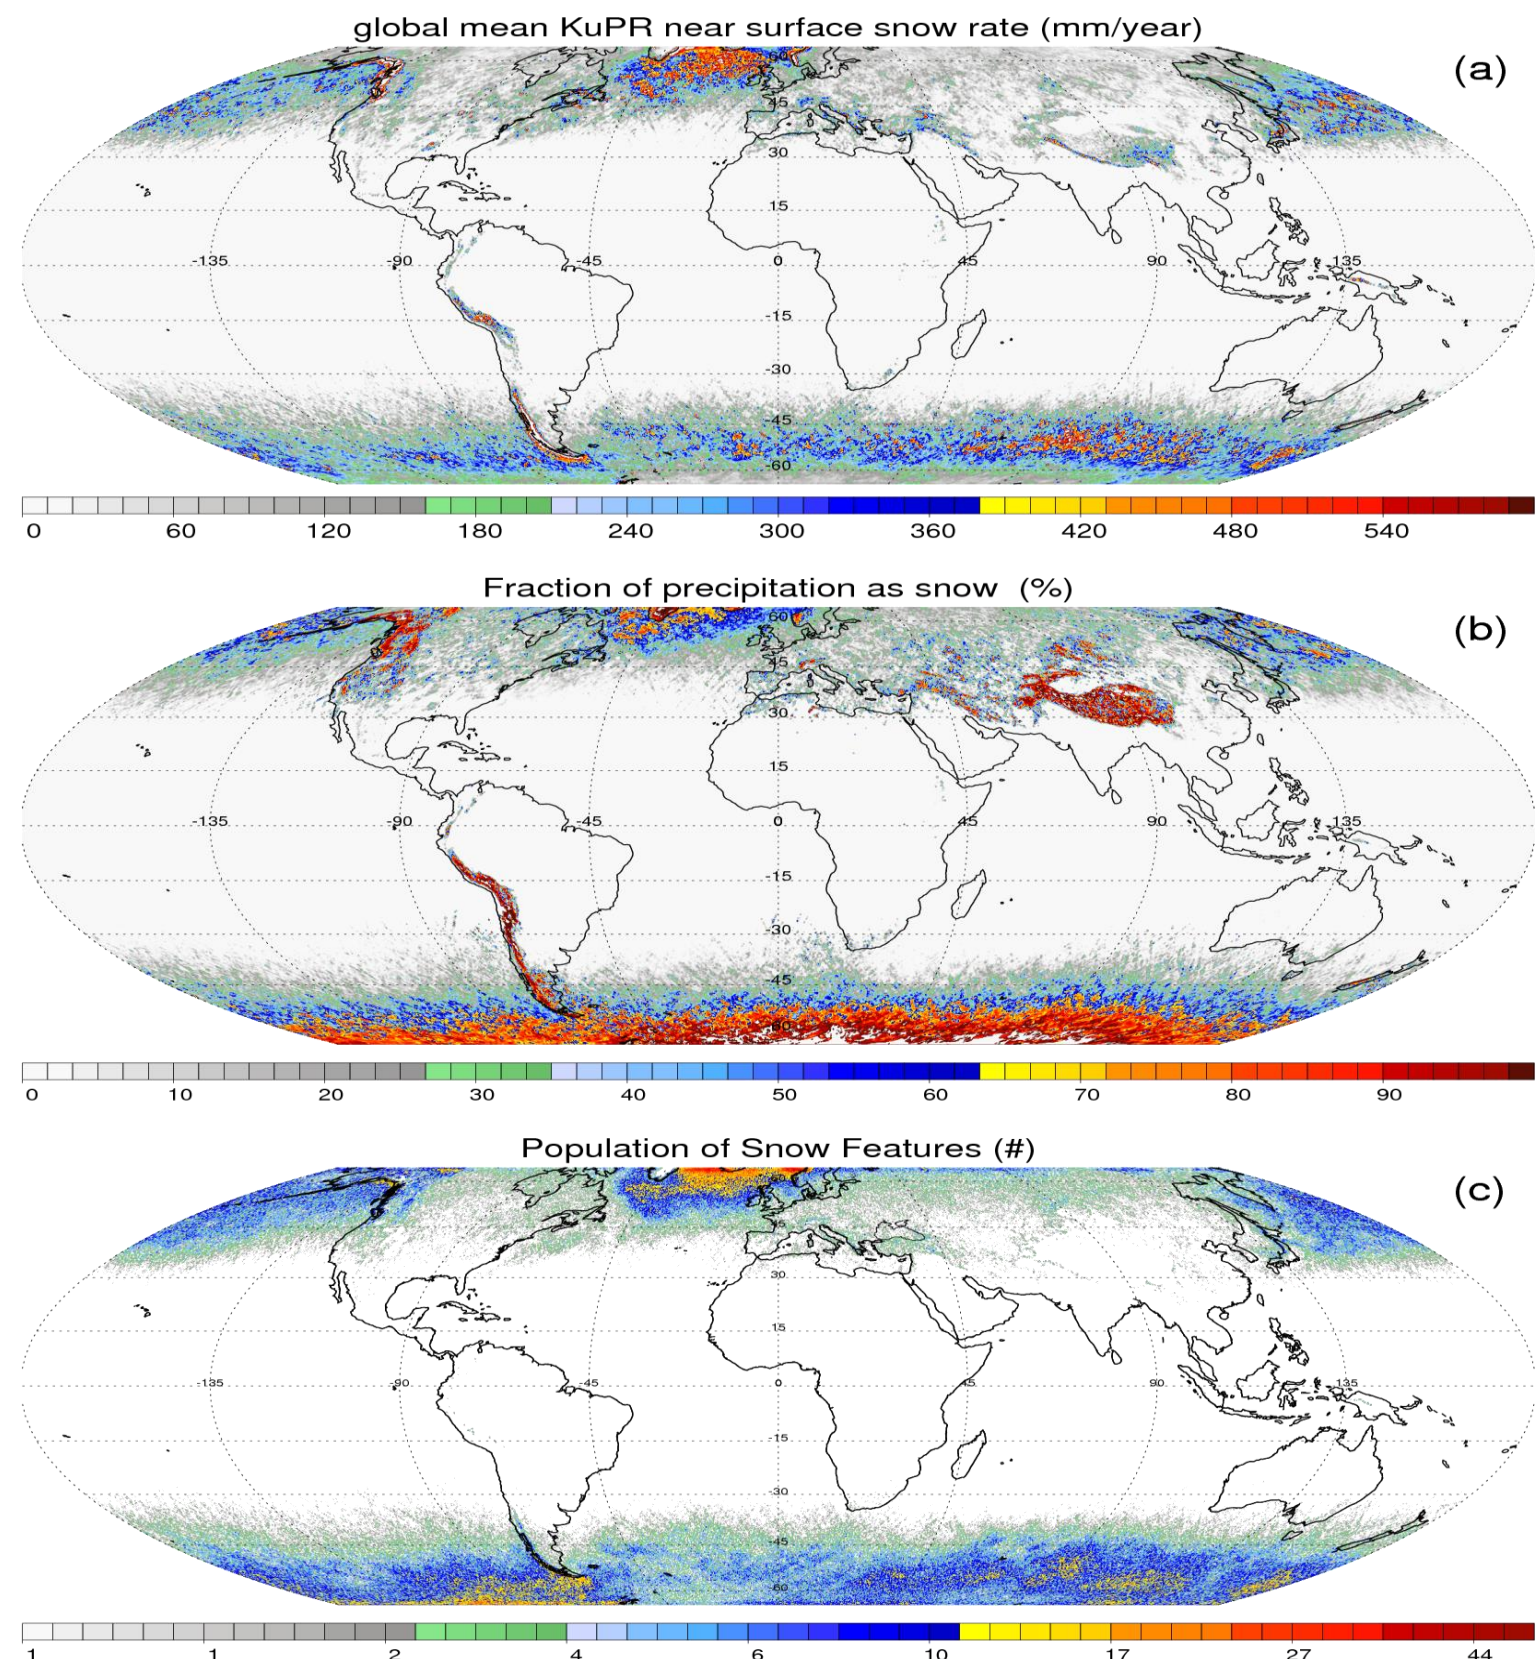 global mean KuPR near surface snow rate (mm/year)
(a)
60
45
30
15
-135 -90 -45 0 45 90 135
-15
-30
-45
-60
0 60 120 180 240 300 360 420 480 540
Fraction of precipitation as snow (%)
(b)
60
45
30
15
-135 -90 -45 0 45 90 135
-15
-30
-45
-60
0 10 20 30 40 50 60 70 80 90
Population of Snow Features (#)
(c)
60
45
30
15
-135 -90 -45 0 45 90 135
-15
-30
-45
-60
1 1 2 4 6 10 17 27 44